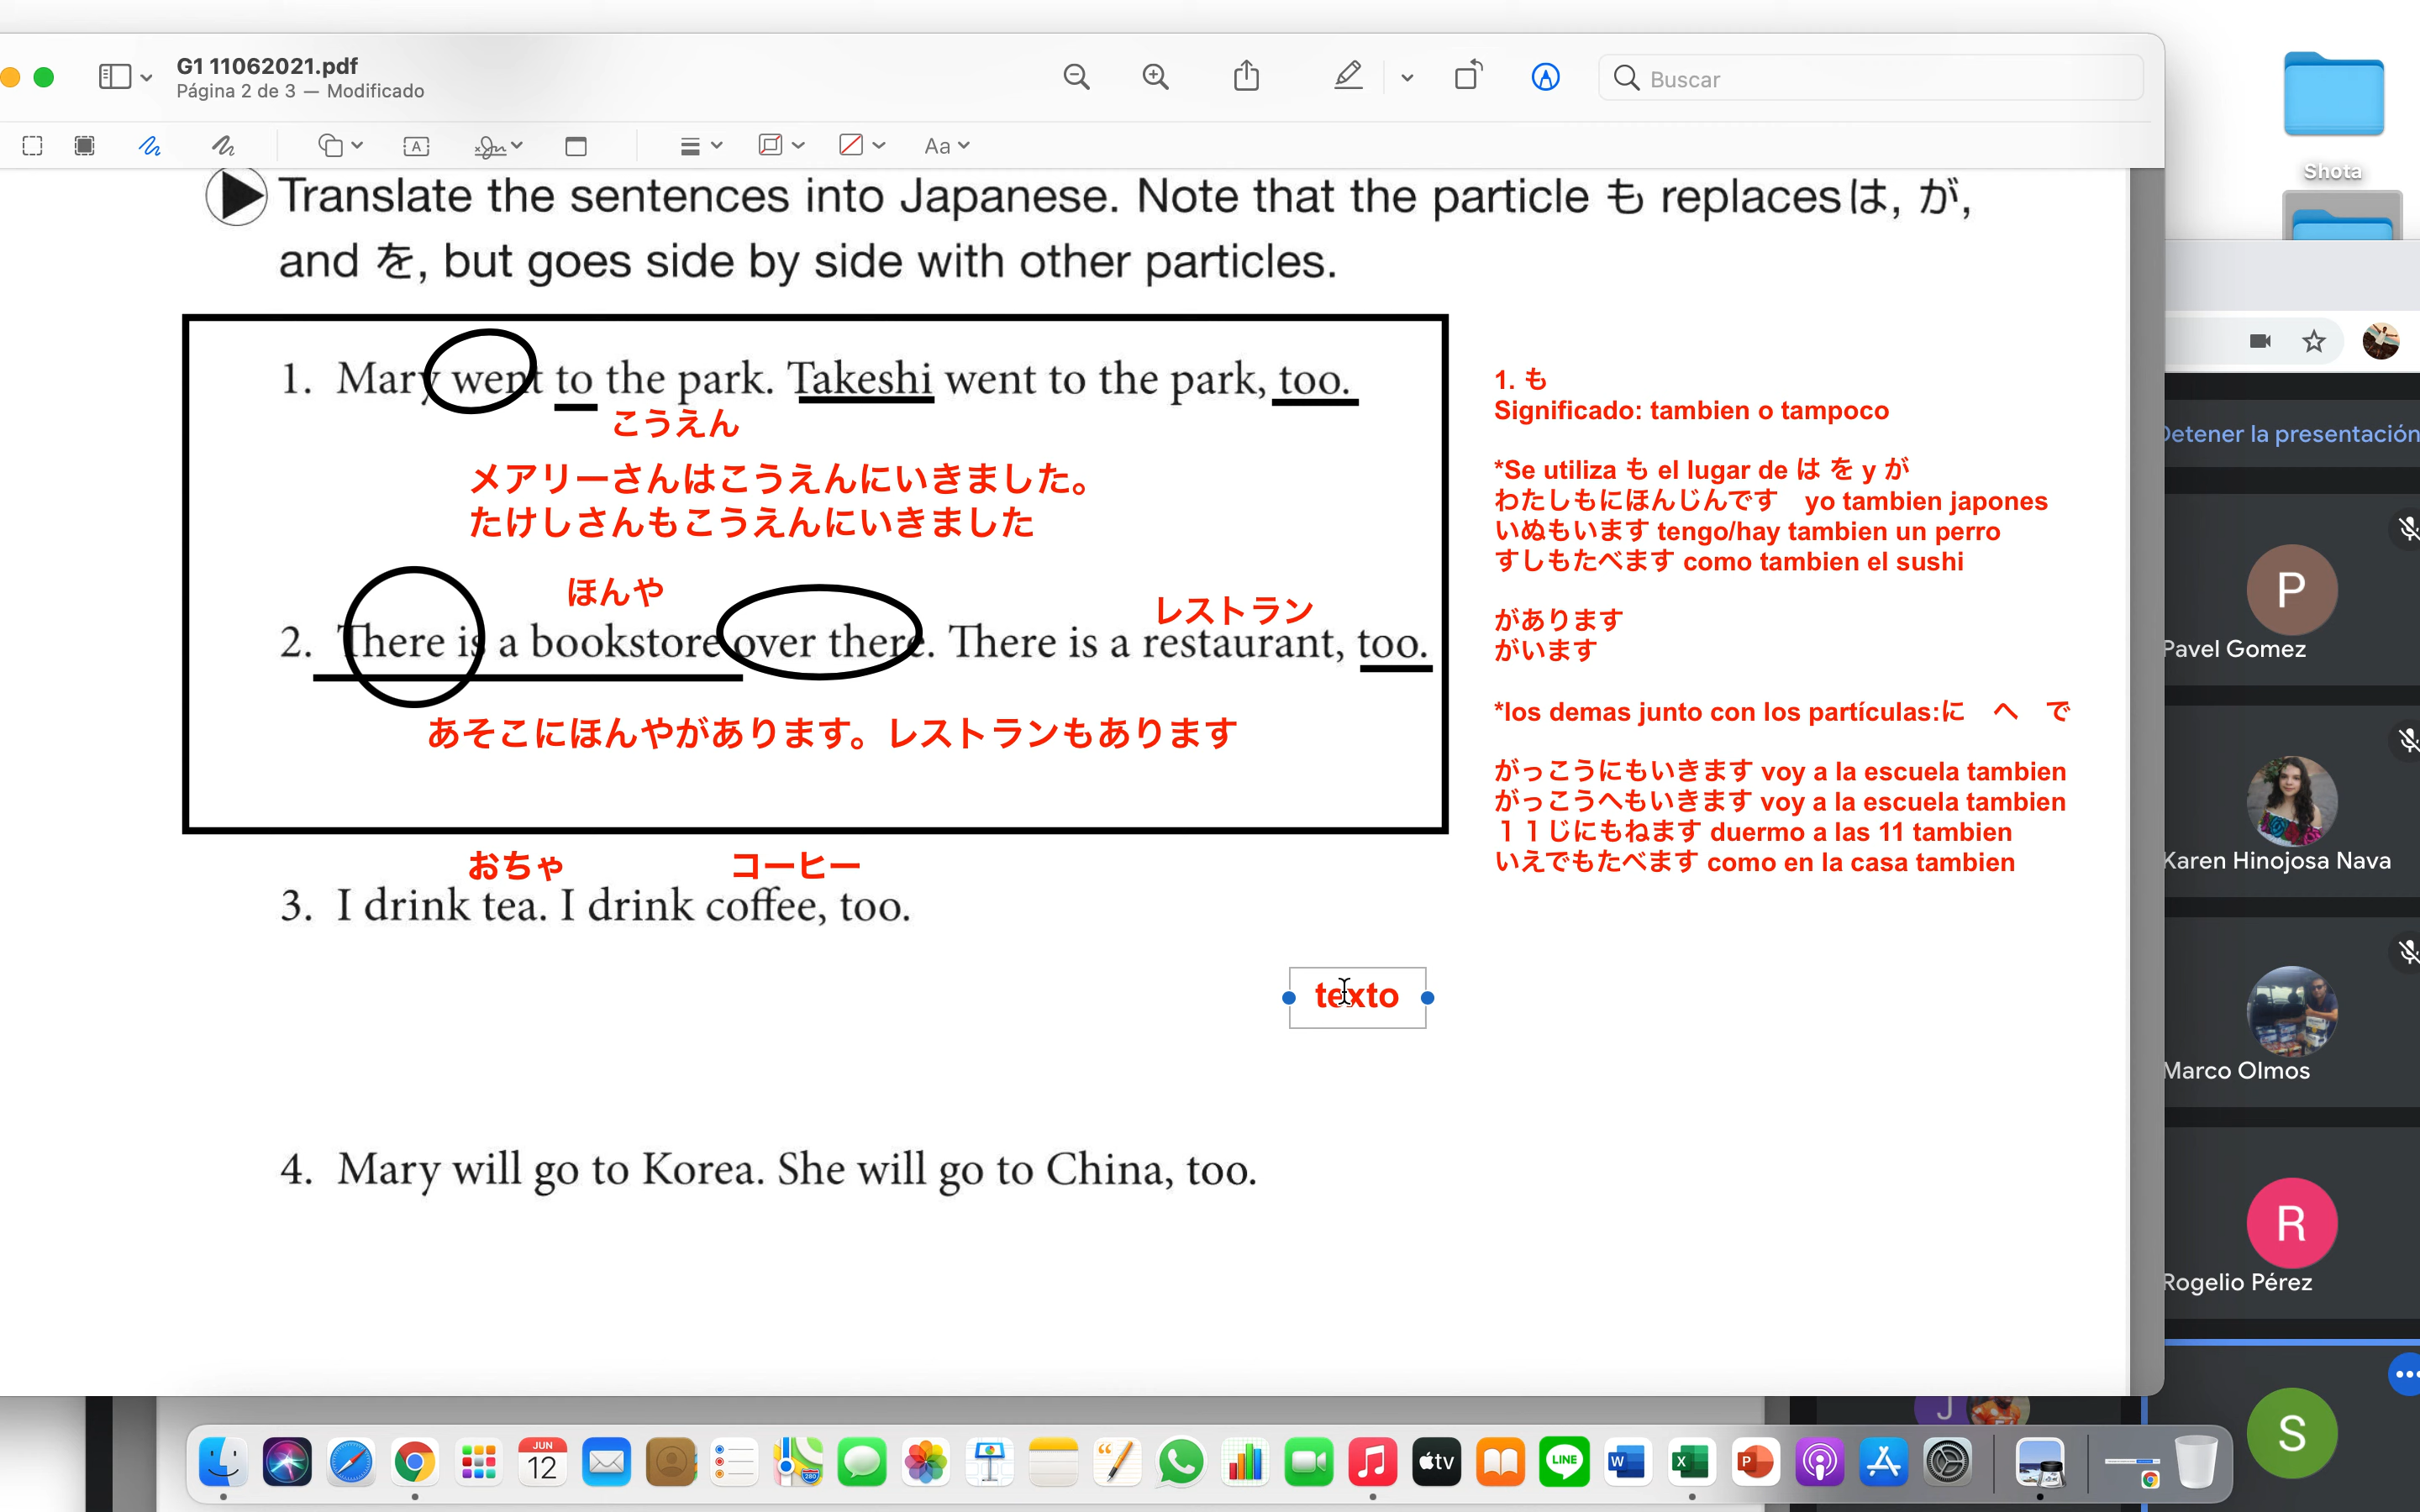 G1 11062021.pdf
Página 2 de 3 — Modificado
Buscar
Aa
Translate the sentences into Japanese. Note that the particle も replaces は, が,
and を, but goes side by side with other particles.
1. Mary went to the park. Takeshi went to the park, too.
こうえん
メアリーさんはこうえんにいきました。
たけしさんもこうえんにいきました
ほんや
レストラン
2. There is a bookstore over there. There is a restaurant, too.
あそこにほんやがあります。レストランもあります
おちゃ
コーヒー
3. I drink tea. I drink coffee, too.
texto
4. Mary will go to Korea. She will go to China, too.
1. も
Significado: tambien o tampoco
*Se utiliza も el lugar de は を y が
わたしもにほんじんです　yo tambien japones
いぬもいます tengo/hay tambien un perro
すしもたべます como tambien el sushi
があります
がいます
*los demas junto con los partículas:に　へ　で
がっこうにもいきます voy a la escuela tambien
がっこうへもいきます voy a la escuela tambien
１１じにもねます duermo a las 11 tambien
いえでもたべます como en la casa tambien
Shota
Detener la presentación
P
Pavel Gomez
Karen Hinojosa Nava
Marco Olmos
R
Rogelio Pérez
S
J
JUN
12
280
tv
LINE
W
X
P